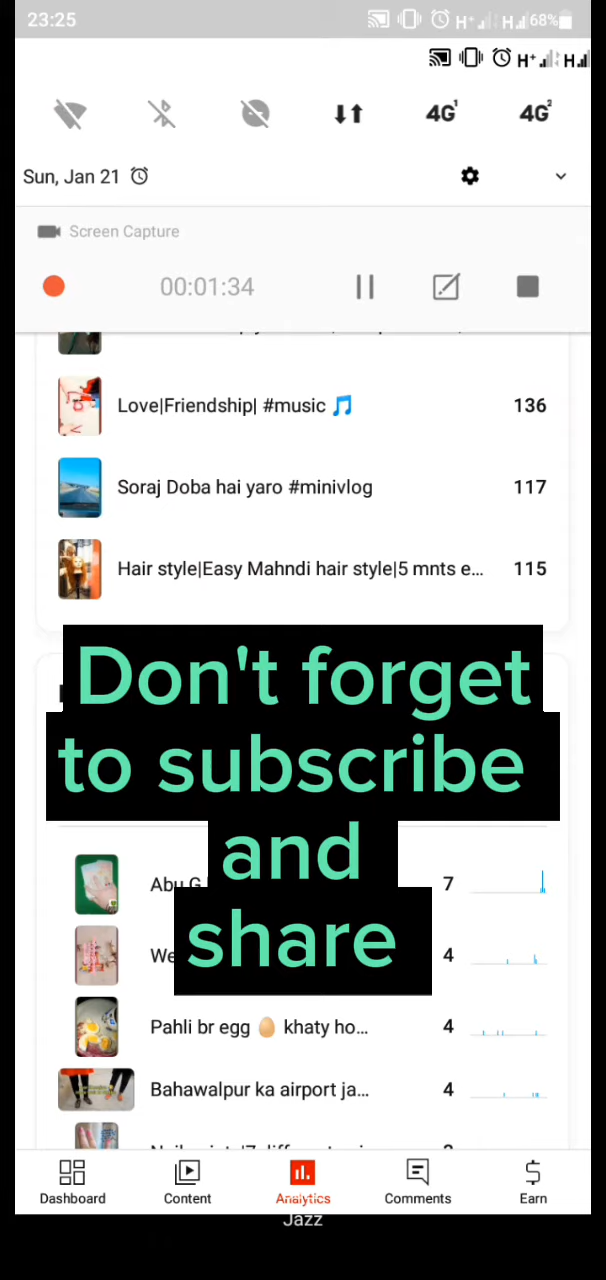 23:25
H+ H 68%
H+ H
4G1 4G2
Sun, Jan 21
Screen Capture
00:01:34
Love|Friendship| #music 🎵 136
Soraj Doba hai yaro #minivlog 117
Hair style|Easy Mahndi hair style|5 mnts e... 115
Don't forget
to subscribe
and
share
Abu G 7
We 4
Pahli br egg 🥚 khaty ho... 4
Bahawalpur ka airport ja... 4
Dashboard Content Analytics Comments Earn
Jazz